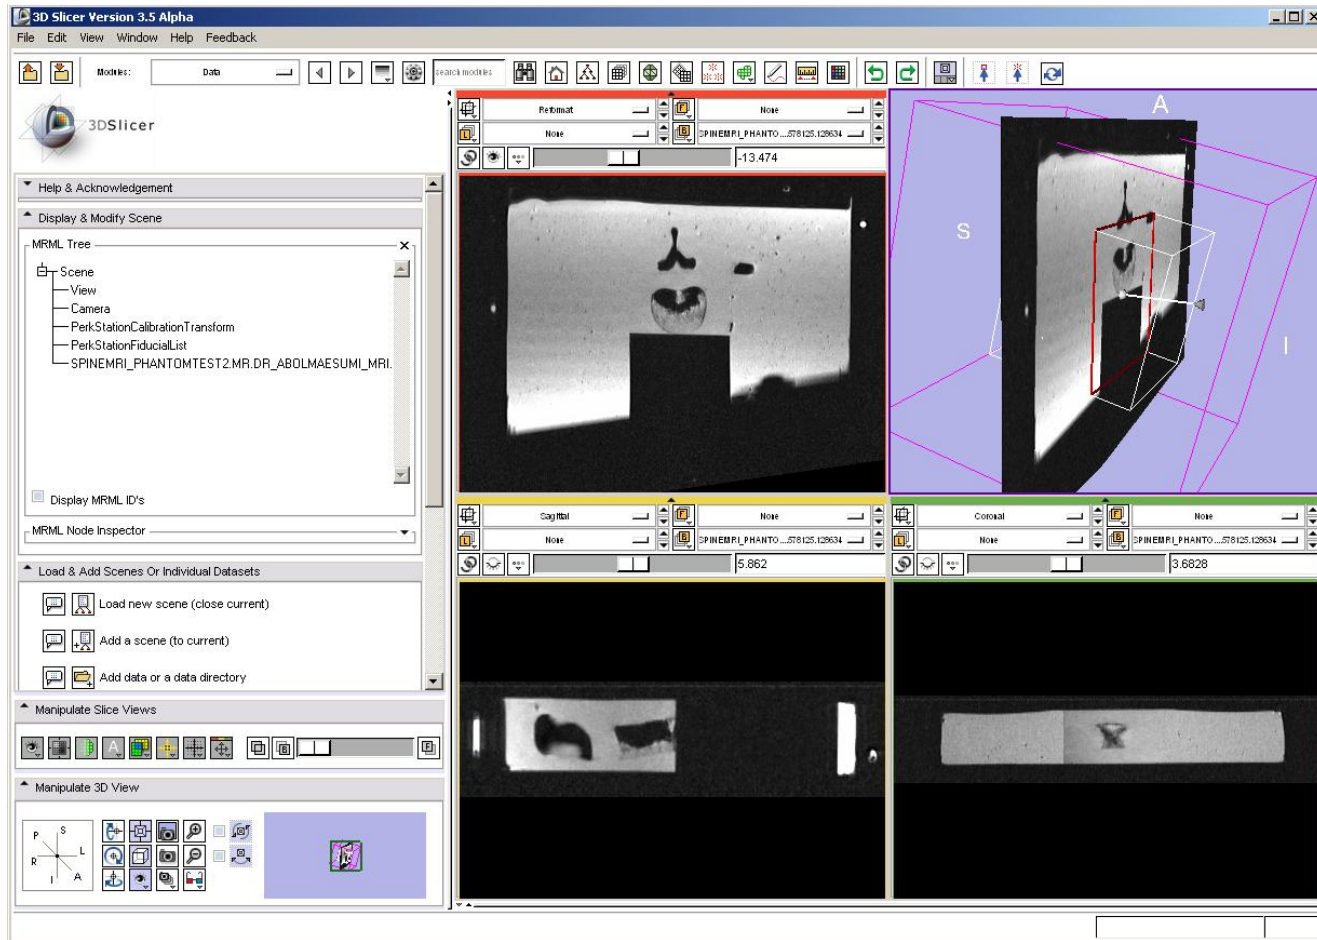 3D Slicer Version 3.5 Alpha
File Edit View Window Help Feedback
Modules: Data search modules
3DSlicer
Help & Acknowledgement
Display & Modify Scene
MRML Tree
Scene
View
Camera
PerkStationCalibrationTransform
PerkStationFiducialList
SPINEMRI_PHANTOMTEST2.MR.DR_ABOLMAESUMI_MRI.
Display MRML ID's
MRML Node Inspector
Load & Add Scenes Or Individual Datasets
Load new scene (close current)
Add a scene (to current)
Add data or a data directory
Manipulate Slice Views
A
B
F
Manipulate 3D View
P S
R L
I A
Reformat F None
L None B SPINEMRI_PHANTO...578125.128634
-13.474
A
S
I
Sagittal F None
L None B SPINEMRI_PHANTO...578125.128634
5.862
Coronal F None
L None B SPINEMRI_PHANTO...578125.128634
3.6828